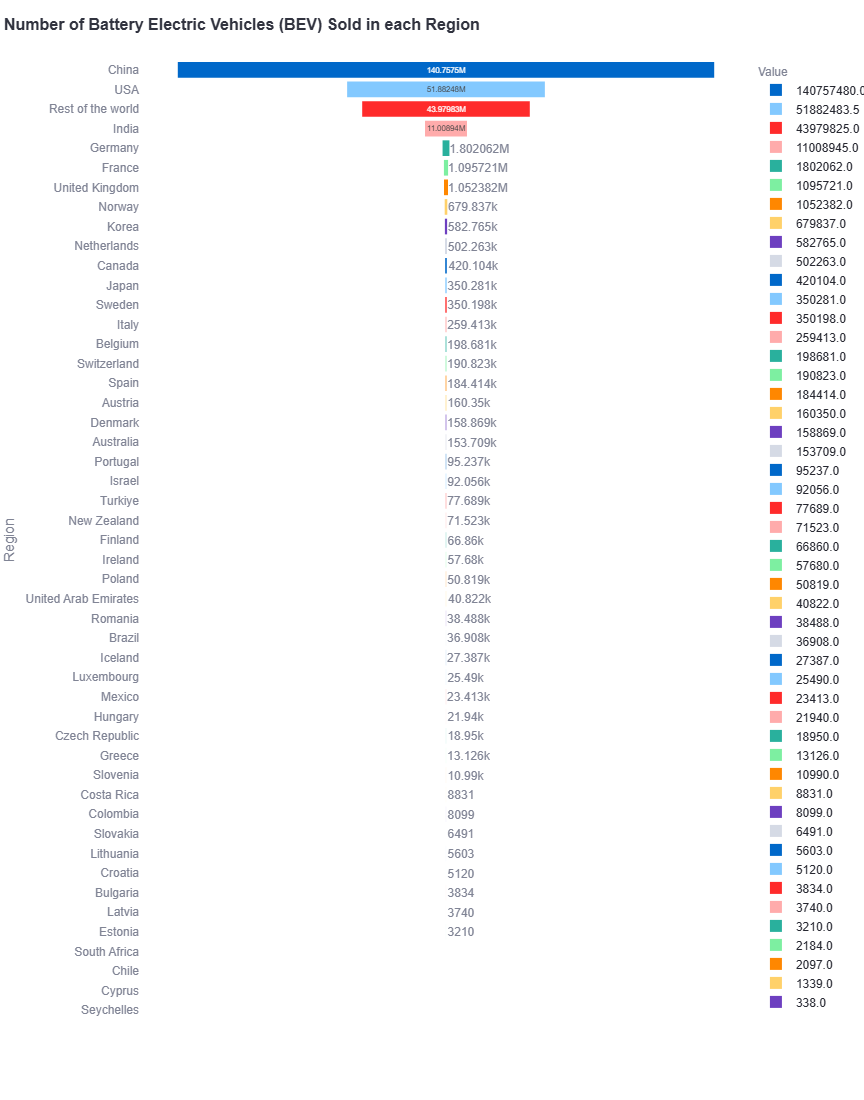 Number of Battery Electric Vehicles (BEV) Sold in each Region
Region
China 140.7575M
USA 51.88248M
Rest of the world 43.97983M
India 11.00894M
Germany 1.802062M
France 1.095721M
United Kingdom 1.052382M
Norway 679.837k
Korea 582.765k
Netherlands 502.263k
Canada 420.104k
Japan 350.281k
Sweden 350.198k
Italy 259.413k
Belgium 198.681k
Switzerland 190.823k
Spain 184.414k
Austria 160.35k
Denmark 158.869k
Australia 153.709k
Portugal 95.237k
Israel 92.056k
Turkiye 77.689k
New Zealand 71.523k
Finland 66.86k
Ireland 57.68k
Poland 50.819k
United Arab Emirates 40.822k
Romania 38.488k
Brazil 36.908k
Iceland 27.387k
Luxembourg 25.49k
Mexico 23.413k
Hungary 21.94k
Czech Republic 18.95k
Greece 13.126k
Slovenia 10.99k
Costa Rica 8831
Colombia 8099
Slovakia 6491
Lithuania 5603
Croatia 5120
Bulgaria 3834
Latvia 3740
Estonia 3210
South Africa
Chile
Cyprus
Seychelles
Value
140757480.0
51882483.5
43979825.0
11008945.0
1802062.0
1095721.0
1052382.0
679837.0
582765.0
502263.0
420104.0
350281.0
350198.0
259413.0
198681.0
190823.0
184414.0
160350.0
158869.0
153709.0
95237.0
92056.0
77689.0
71523.0
66860.0
57680.0
50819.0
40822.0
38488.0
36908.0
27387.0
25490.0
23413.0
21940.0
18950.0
13126.0
10990.0
8831.0
8099.0
6491.0
5603.0
5120.0
3834.0
3740.0
3210.0
2184.0
2097.0
1339.0
338.0